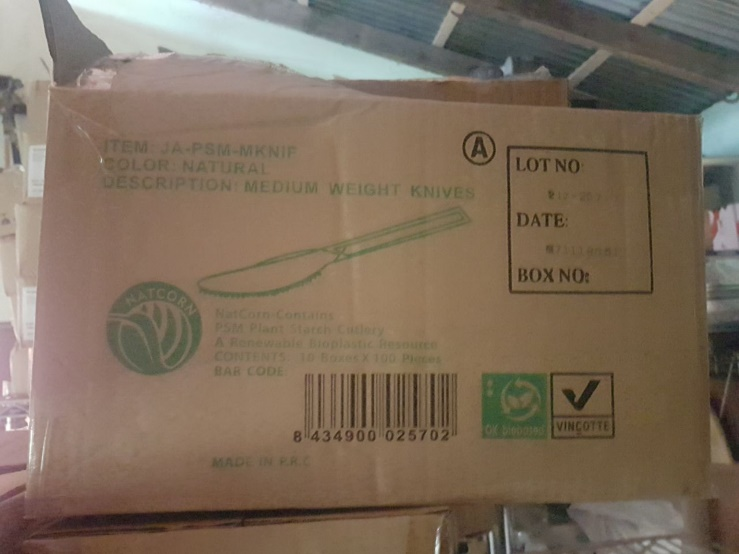 ITEM: JA-PSM-MKNIF
COLOR: NATURAL
DESCRIPTION: MEDIUM WEIGHT KNIVES
A
LOT NO:
DATE:
BOX NO:
NATCORN
NatCorn-Contains
PSM Plant Starch Cutlery
A Renewable Bioplastic Resource
CONTENTS: 10 Boxes X 100 Pieces
BAR CODE:
8 434900 025702
OK biobased
VINÇOTTE
MADE IN P.R.C